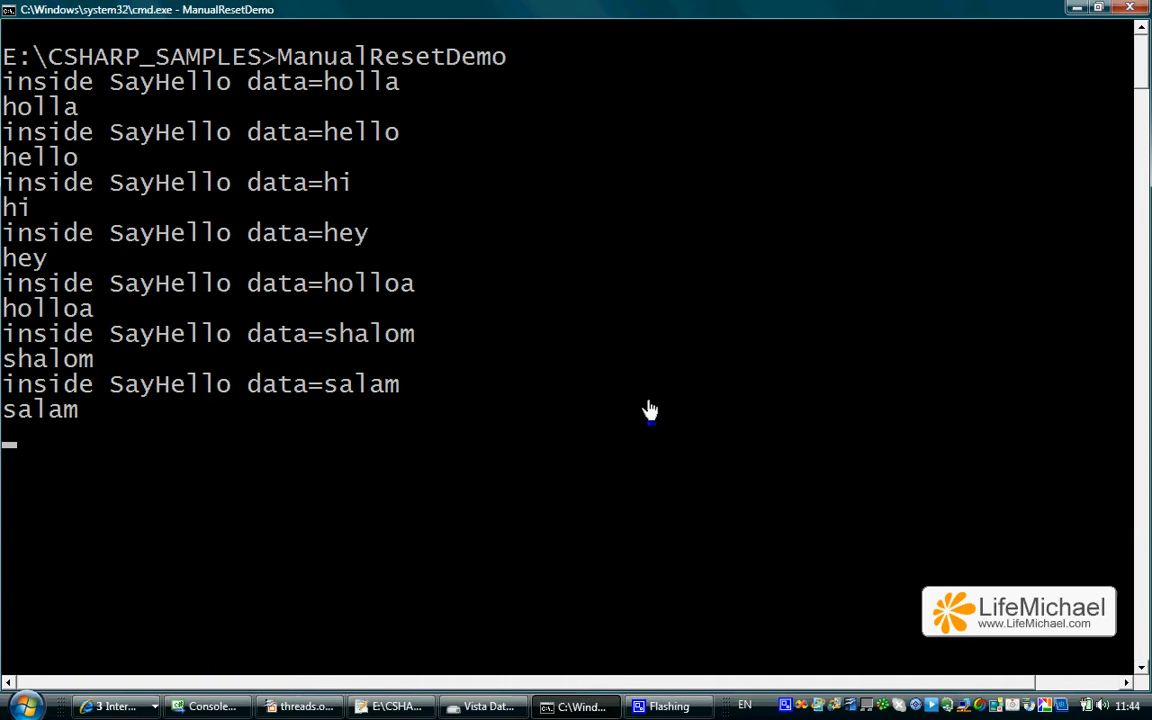 C:\Windows\system32\cmd.exe - ManualResetDemo
E:\CSHARP_SAMPLES>ManualResetDemo
inside SayHello data=holla
holla
inside SayHello data=hello
hello
inside SayHello data=hi
hi
inside SayHello data=hey
hey
inside SayHello data=holloa
holloa
inside SayHello data=shalom
shalom
inside SayHello data=salam
salam
LifeMichael
www.LifeMichael.com
3 Inter... Console... threads.o... E:\CSHA... Vista Dat... C:\Wind... Flashing EN 11:44